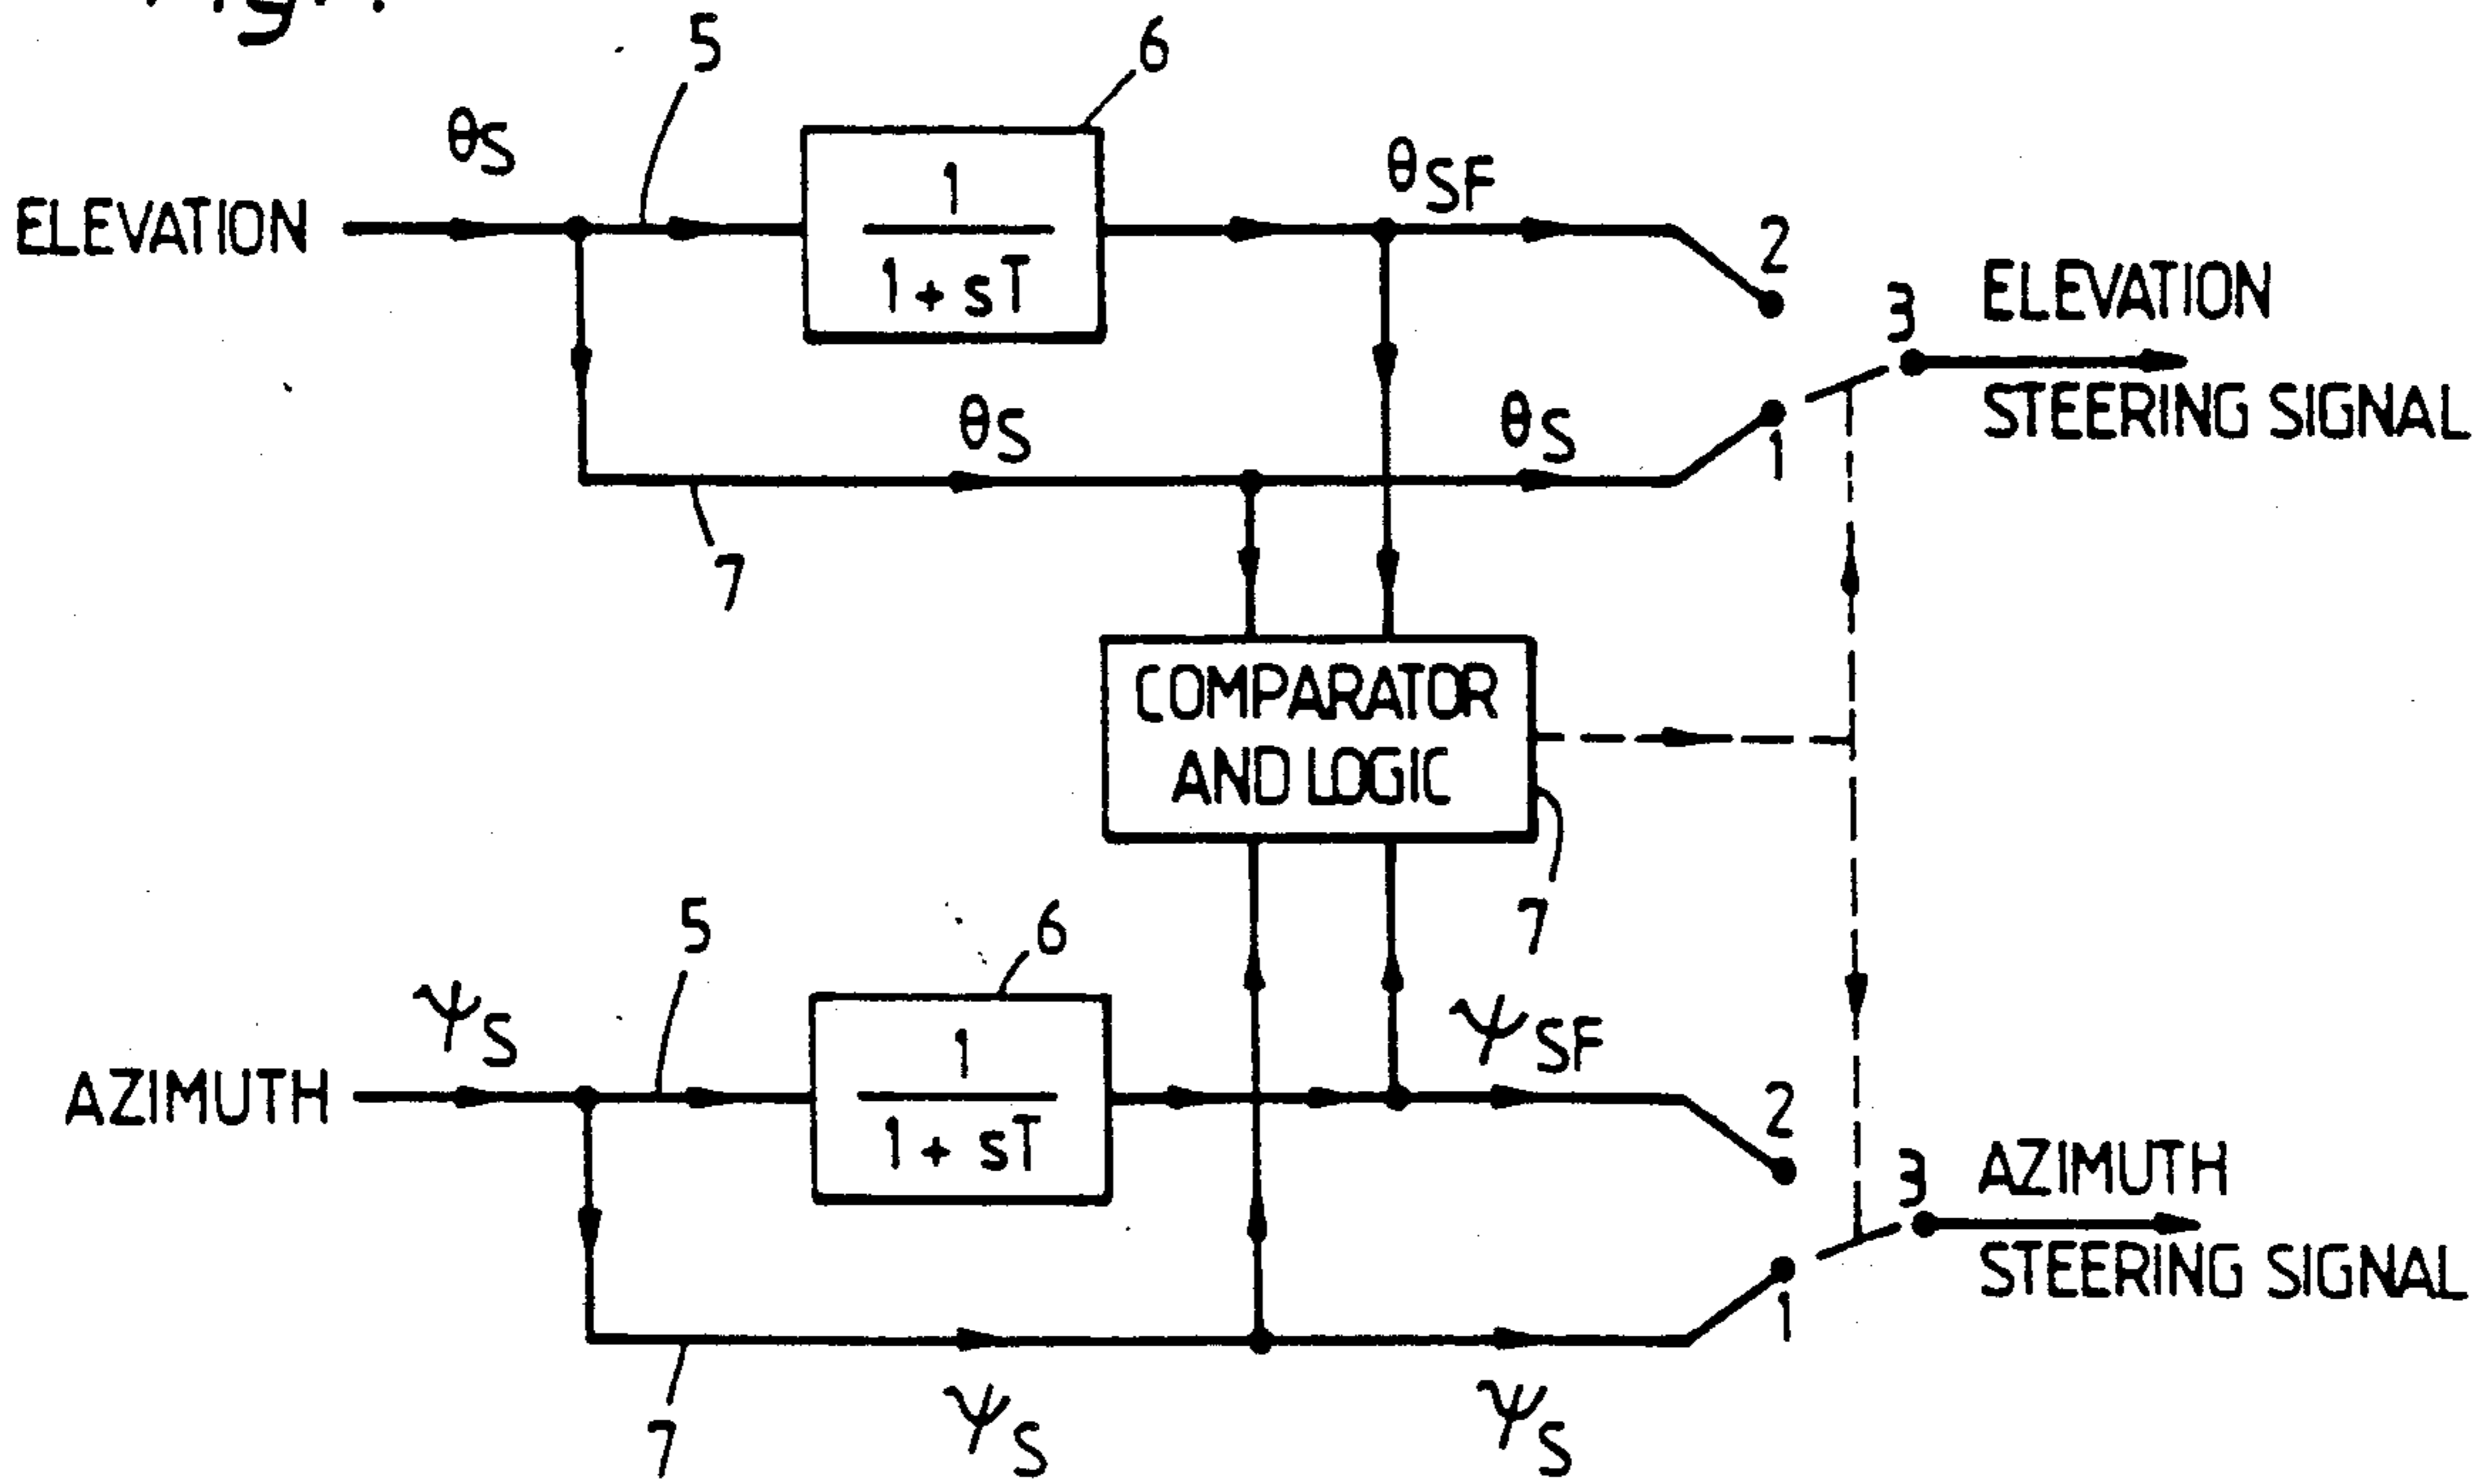 5
6
θS
θSF
ELEVATION
1
1+sT
2
3
ELEVATION
STEERING SIGNAL
θS
θS
1
7
COMPARATOR
AND LOGIC
7
5
6
ΨS
ΨSF
AZIMUTH
1
1+ sT
2
3
AZIMUTH
STEERING SIGNAL
1
7
ΨS
ΨS